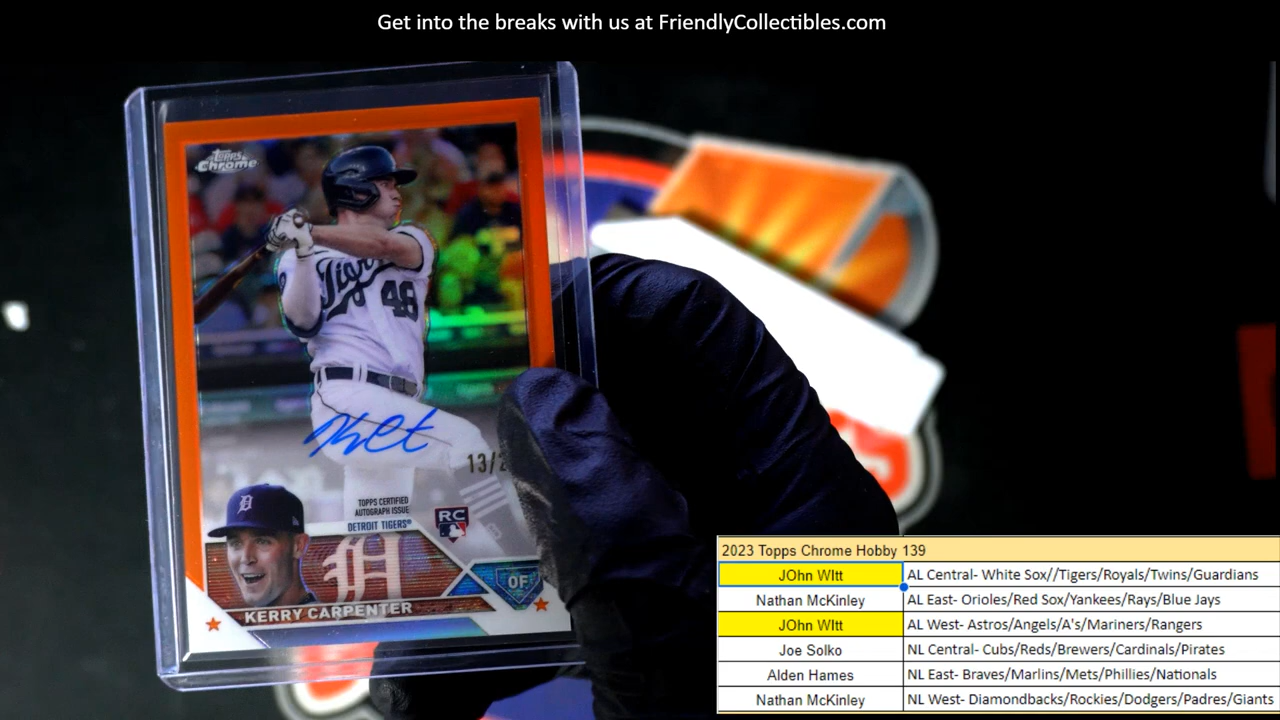 Get into the breaks with us at FriendlyCollectibles.com
TOPPS
Chrome
Tigers
48
13/2
TOPPS CERTIFIED
AUTOGRAPH ISSUE
DETROIT TIGERS®
RC
D
OF
KERRY CARPENTER
2023 Topps Chrome Hobby 139
JOhn WItt AL Central- White Sox//Tigers/Royals/Twins/Guardians
Nathan McKinley AL East- Orioles/Red Sox/Yankees/Rays/Blue Jays
JOhn WItt AL West- Astros/Angels/A's/Mariners/Rangers
Joe Solko NL Central- Cubs/Reds/Brewers/Cardinals/Pirates
Alden Hames NL East- Braves/Marlins/Mets/Phillies/Nationals
Nathan McKinley NL West- Diamondbacks/Rockies/Dodgers/Padres/Giants